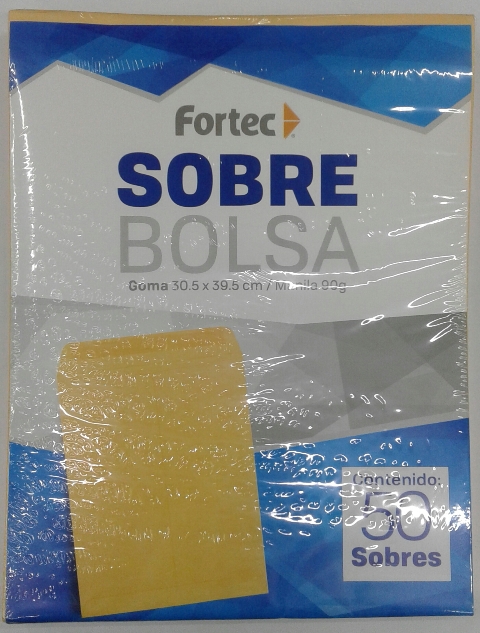 Fortec
SOBRE
BOLSA
Goma 30.5 x 39.5 cm / Manila 90g
Contenido:
50
Sobres